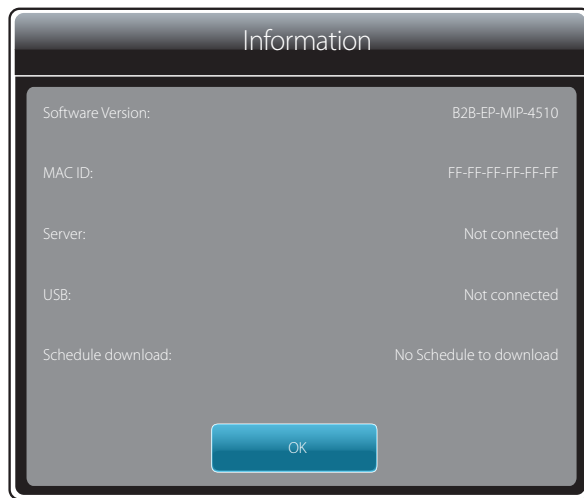 Information
Software Version: B2B-EP-MIP-4510
MAC ID: FF-FF-FF-FF-FF-FF
Server: Not connected
USB: Not connected
Schedule download: No Schedule to download
OK